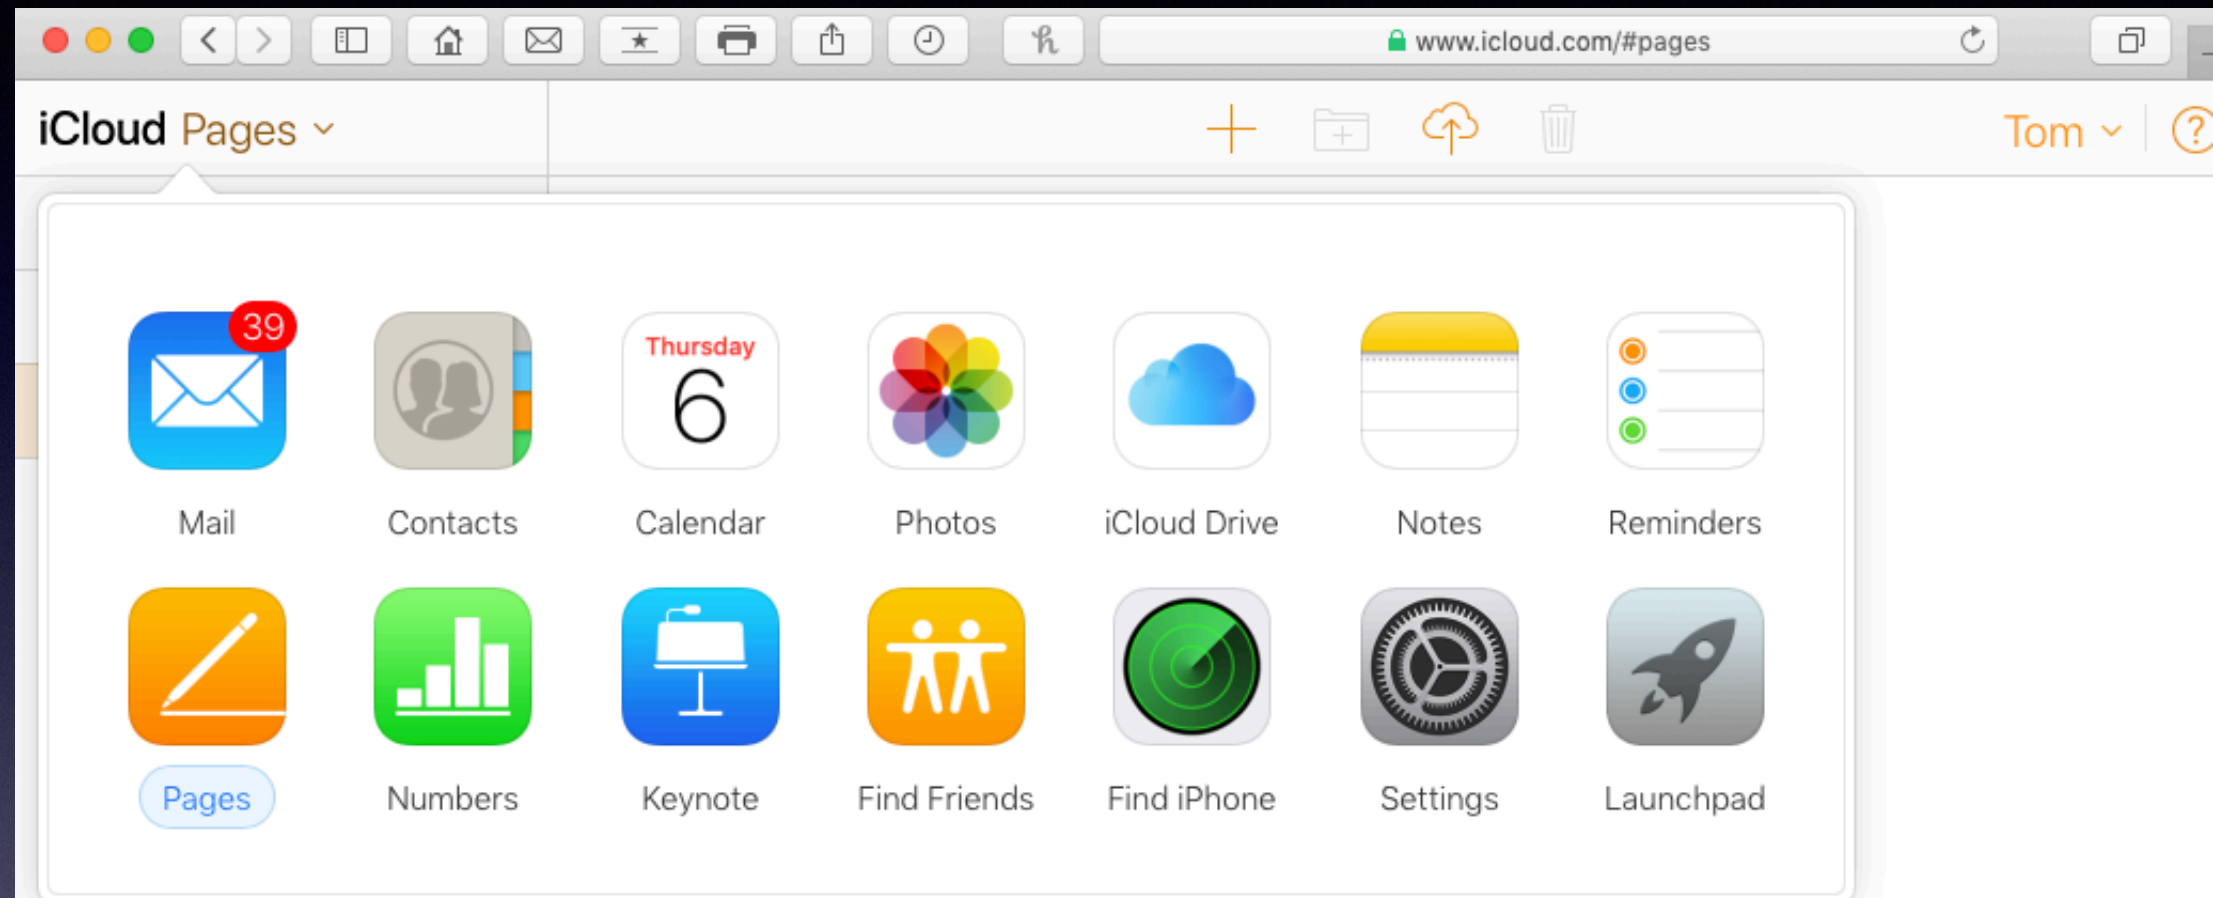 www.icloud.com/#pages
iCloud Pages
Tom
?
39
Thursday
6
Mail Contacts Calendar Photos iCloud Drive Notes Reminders
Pages Numbers Keynote Find Friends Find iPhone Settings Launchpad